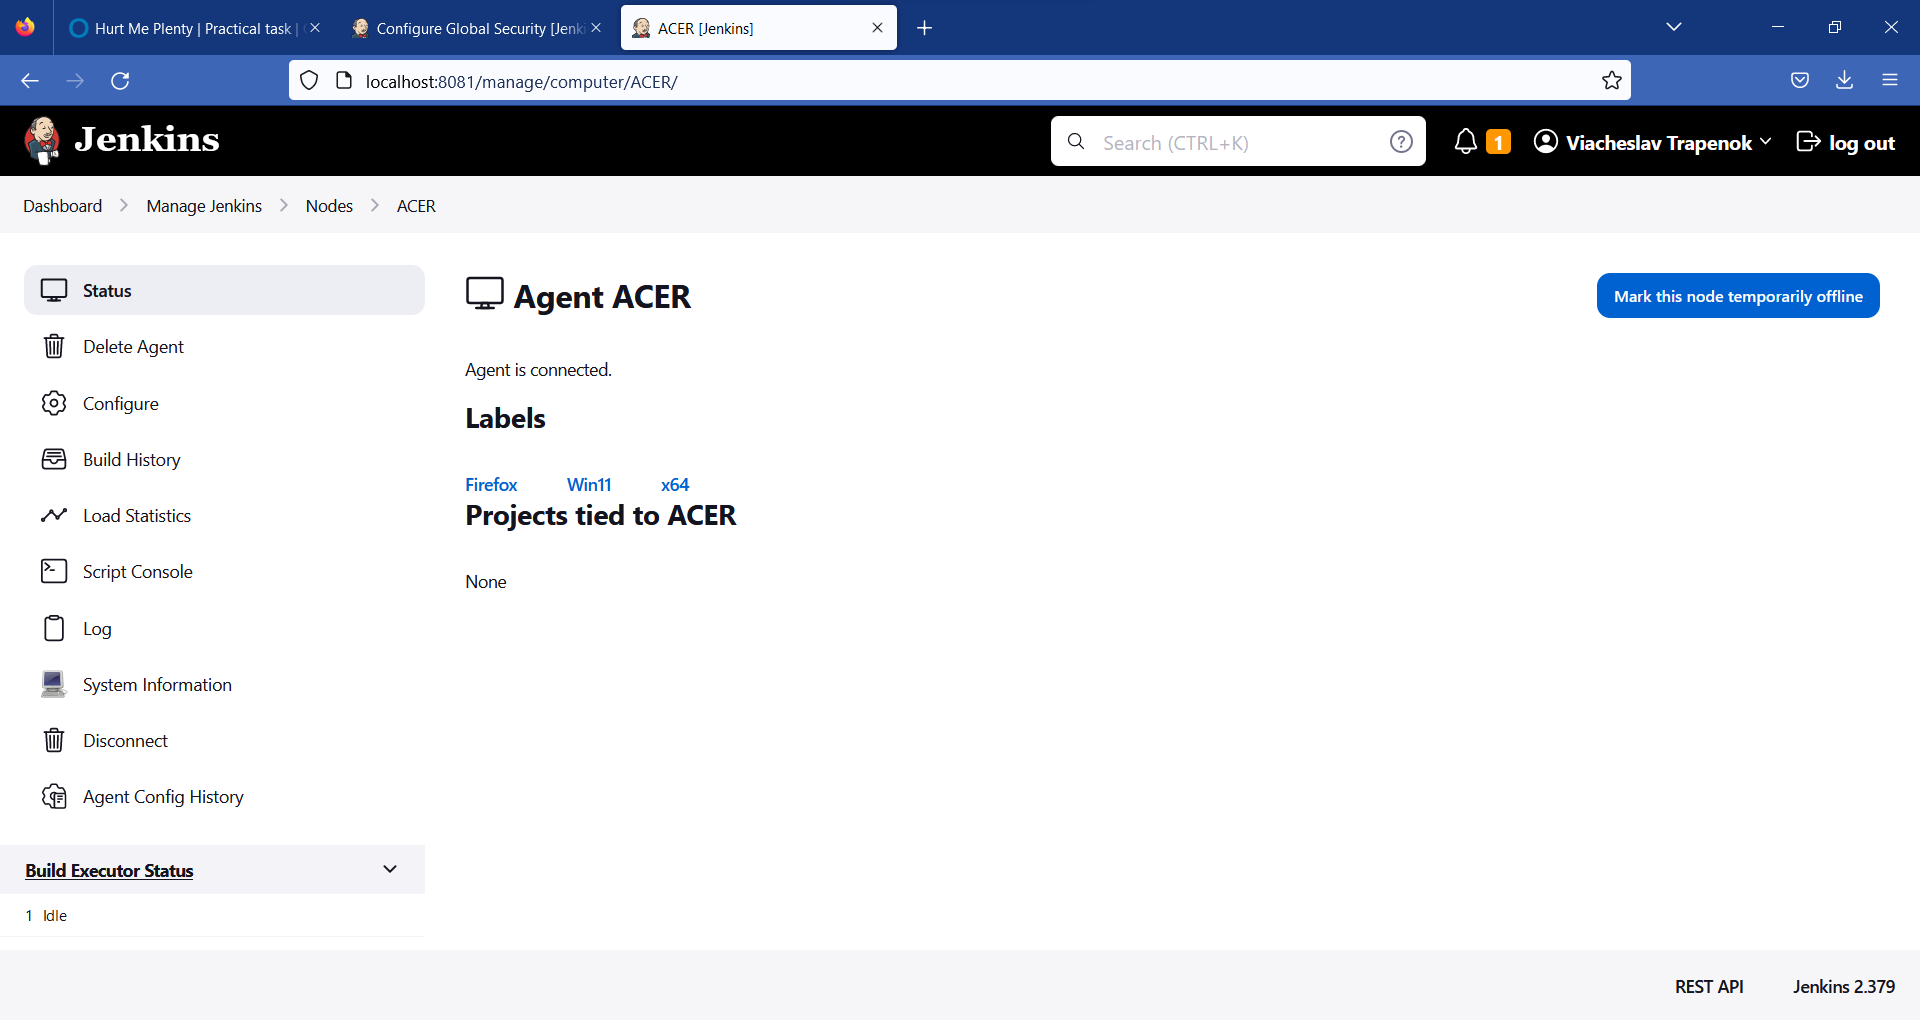 Hurt Me Plenty | Practical task |
Configure Global Security [Jenki
ACER [Jenkins]
localhost:8081/manage/computer/ACER/
Jenkins
Search (CTRL+K)
1
Viacheslav Trapenok
log out
Dashboard
Manage Jenkins
Nodes
ACER
Status
Delete Agent
Configure
Build History
Load Statistics
Script Console
Log
System Information
Disconnect
Agent Config History
Build Executor Status
1 Idle
Agent ACER
Mark this node temporarily offline
Agent is connected.
Labels
Firefox Win11 x64
Projects tied to ACER
None
REST API
Jenkins 2.379